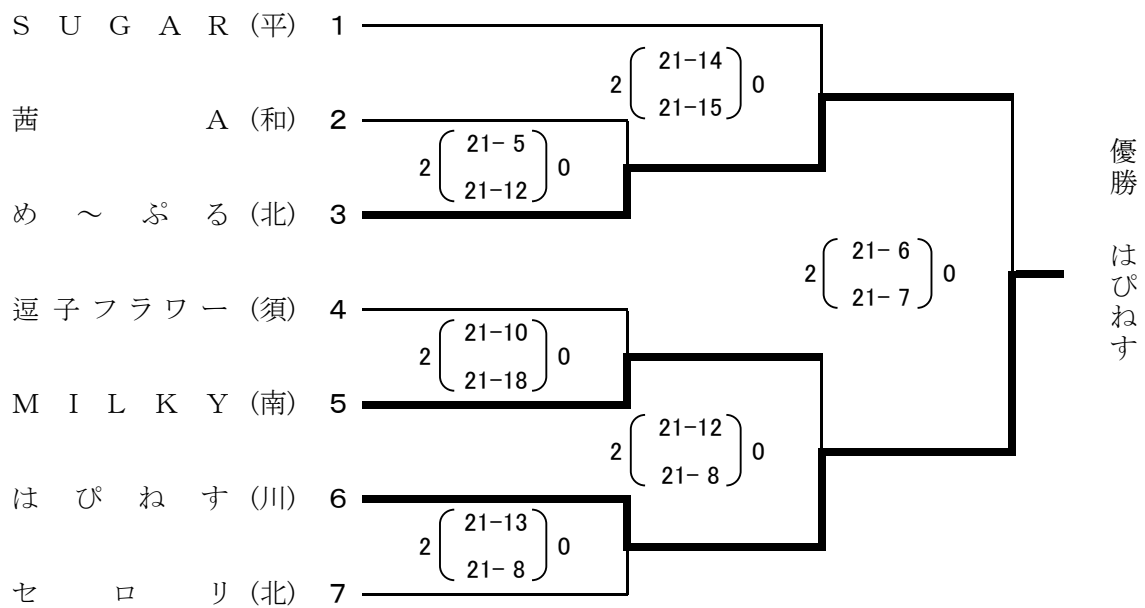 SUGAR(平) 1
21-14
2 0
21-15
茜A(和) 2
21- 5
2 0
21-12
め~ぷる(北) 3
優勝 はぴねす
21- 6
2 0
21- 7
逗子フラワー(須) 4
21-10
2 0
21-18
MILKY(南) 5
21-12
2 0
21- 8
はぴねす(川) 6
21-13
2 0
21- 8
セロリ(北) 7